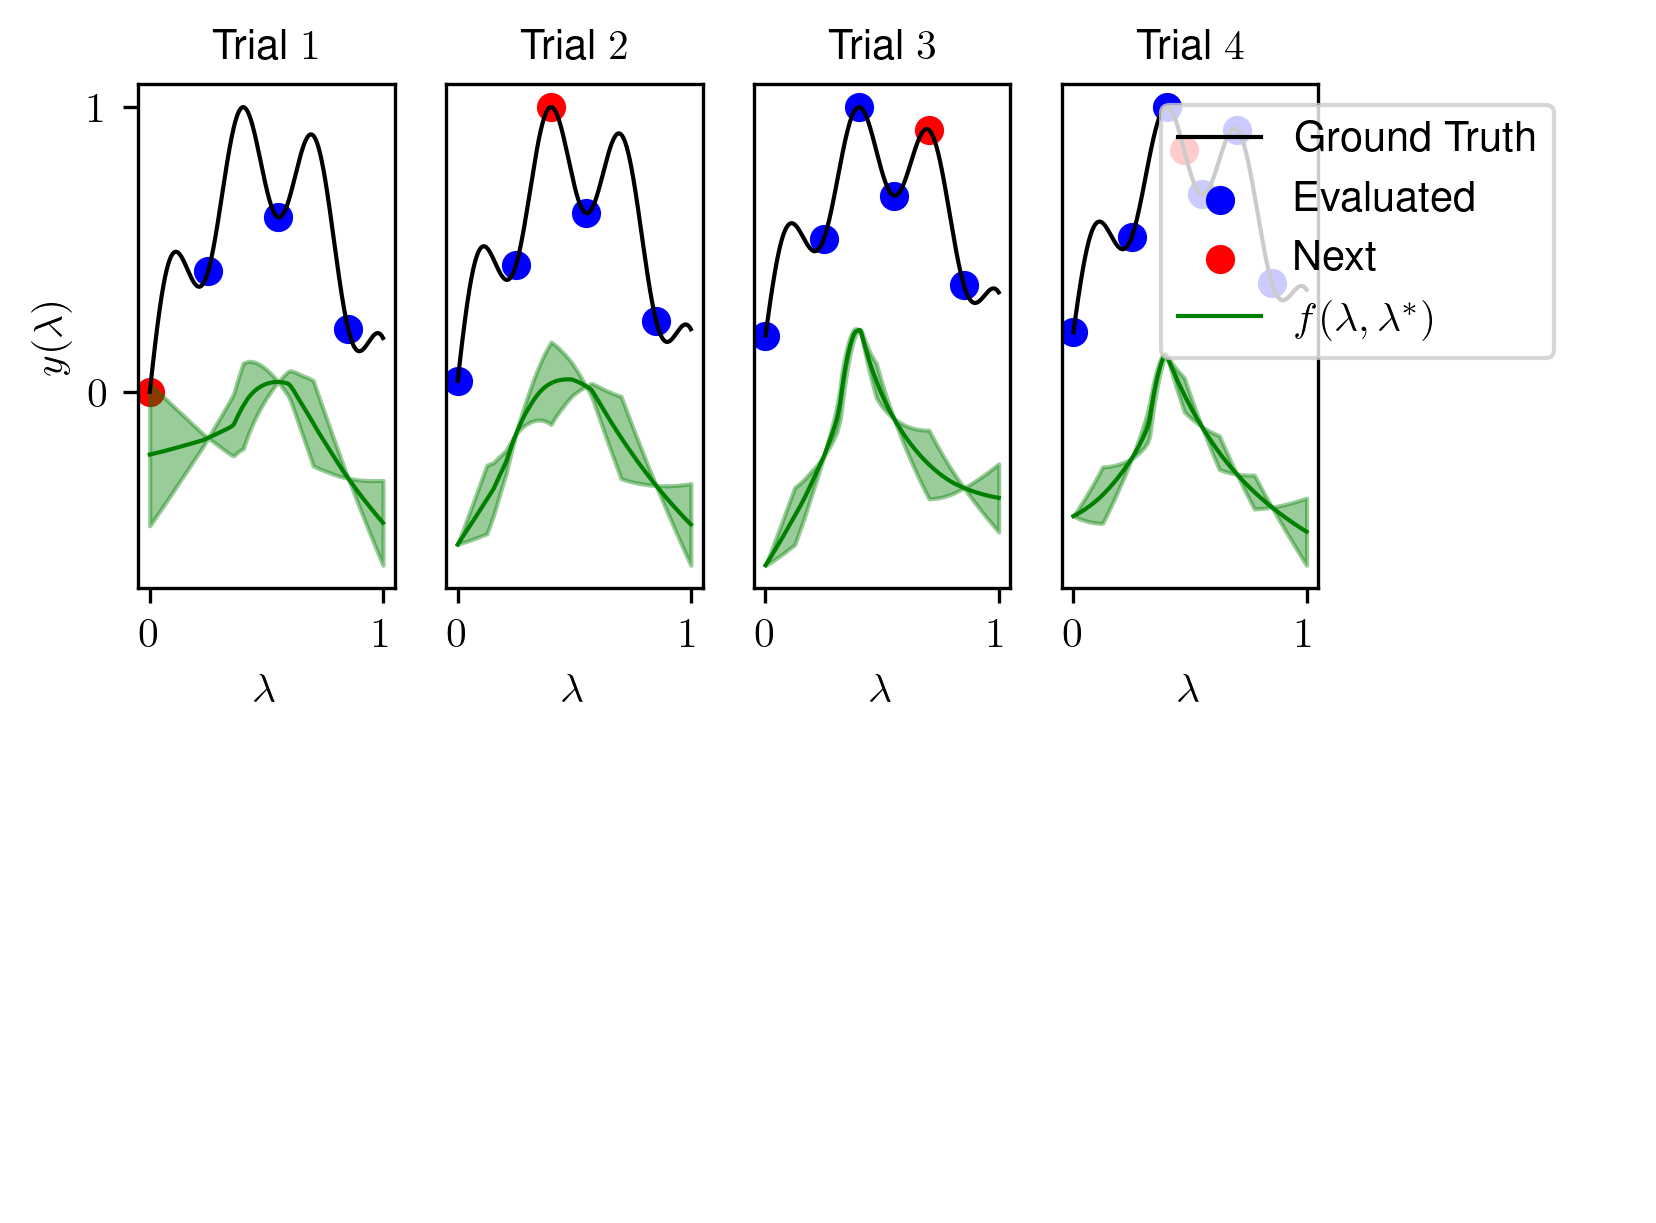 Trial 1 Trial 2 Trial 3 Trial 4
1
Ground Truth
Evaluated
Next
f(λ, λ*)
y(λ)
0
0 1 0 1 0 1 0 1
λ λ λ λ